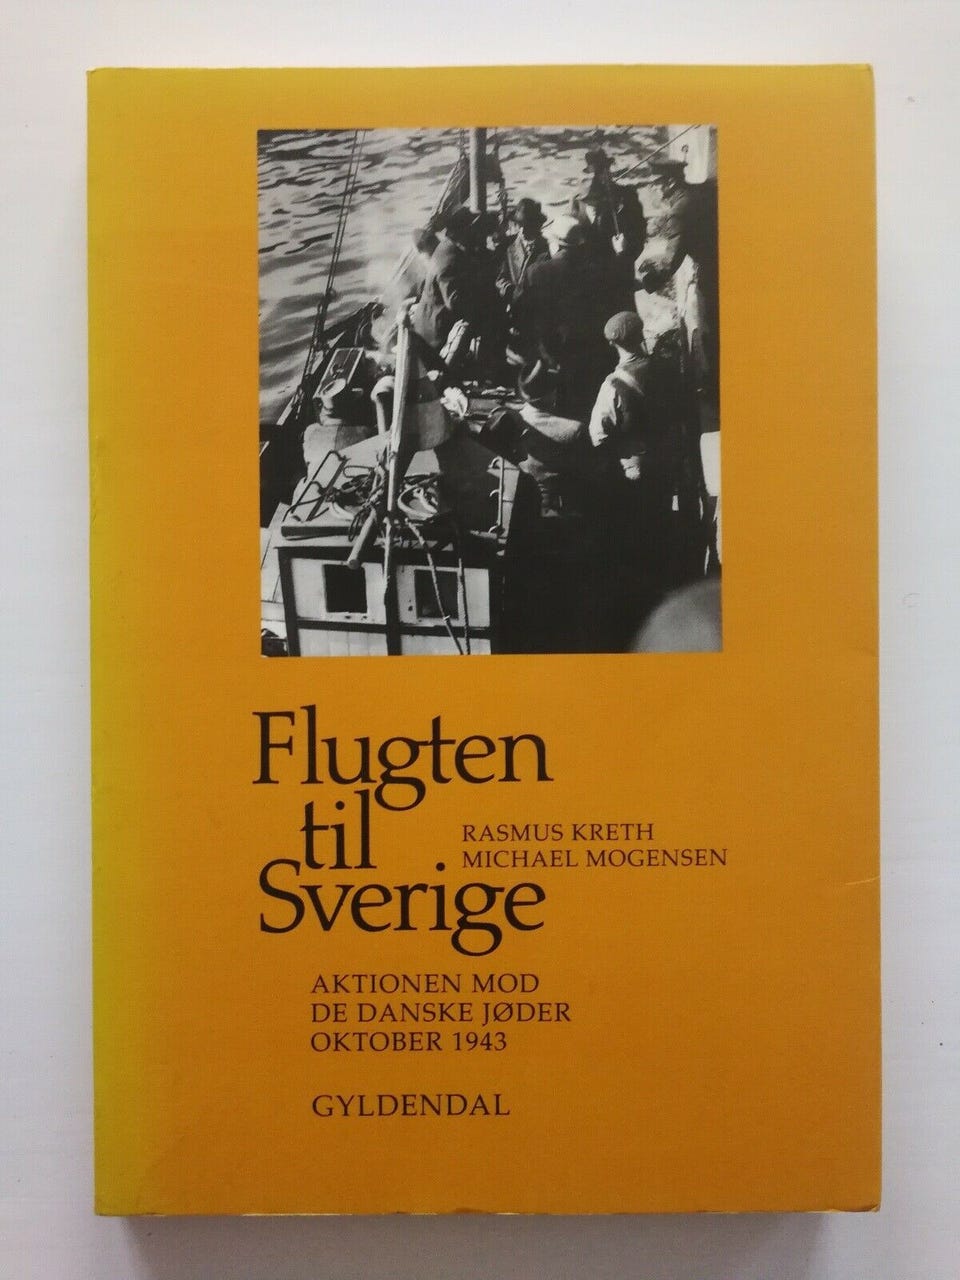 Flugten
til
Sverige
RASMUS KRETH
MICHAEL MOGENSEN
AKTIONEN MOD
DE DANSKE JØDER
OKTOBER 1943
GYLDENDAL